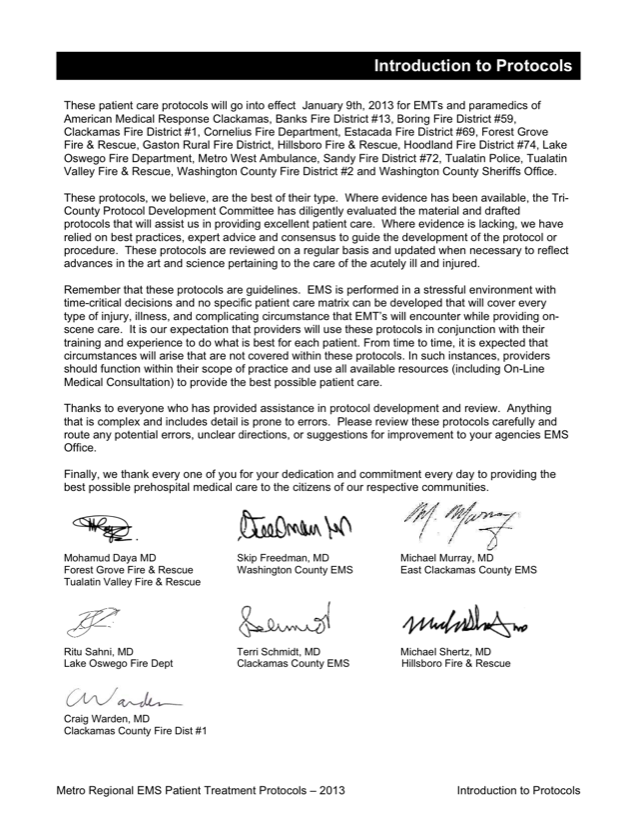 Introduction to Protocols
These patient care protocols will go into effect  January 9th, 2013 for EMTs and paramedics of
American Medical Response Clackamas, Banks Fire District #13, Boring Fire District #59,
Clackamas Fire District #1, Cornelius Fire Department, Estacada Fire District #69, Forest Grove
Fire & Rescue, Gaston Rural Fire District, Hillsboro Fire & Rescue, Hoodland Fire District #74, Lake
Oswego Fire Department, Metro West Ambulance, Sandy Fire District #72, Tualatin Police, Tualatin
Valley Fire & Rescue, Washington County Fire District #2 and Washington County Sheriffs Office.
These protocols, we believe, are the best of their type.  Where evidence has been available, the Tri-
County Protocol Development Committee has diligently evaluated the material and drafted
protocols that will assist us in providing excellent patient care.  Where evidence is lacking, we have
relied on best practices, expert advice and consensus to guide the development of the protocol or
procedure.  These protocols are reviewed on a regular basis and updated when necessary to reflect
advances in the art and science pertaining to the care of the acutely ill and injured.
Remember that these protocols are guidelines.  EMS is performed in a stressful environment with
time-critical decisions and no specific patient care matrix can be developed that will cover every
type of injury, illness, and complicating circumstance that EMT's will encounter while providing on-
scene care.  It is our expectation that providers will use these protocols in conjunction with their
training and experience to do what is best for each patient. From time to time, it is expected that
circumstances will arise that are not covered within these protocols. In such instances, providers
should function within their scope of practice and use all available resources (including On-Line
Medical Consultation) to provide the best possible patient care.
Thanks to everyone who has provided assistance in protocol development and review.  Anything
that is complex and includes detail is prone to errors.  Please review these protocols carefully and
route any potential errors, unclear directions, or suggestions for improvement to your agencies EMS
Office.
Finally, we thank every one of you for your dedication and commitment every day to providing the
best possible prehospital medical care to the citizens of our respective communities.
Freedman MD
M. Murray
Mohamud Daya MD
Forest Grove Fire & Rescue
Tualatin Valley Fire & Rescue
Skip Freedman, MD
Washington County EMS
Michael Murray, MD
East Clackamas County EMS
Schmidt
Ritu Sahni, MD
Lake Oswego Fire Dept
Terri Schmidt, MD
Clackamas County EMS
Michael Shertz, MD
Hillsboro Fire & Rescue
CWarden
Craig Warden, MD
Clackamas County Fire Dist #1
Metro Regional EMS Patient Treatment Protocols – 2013
Introduction to Protocols